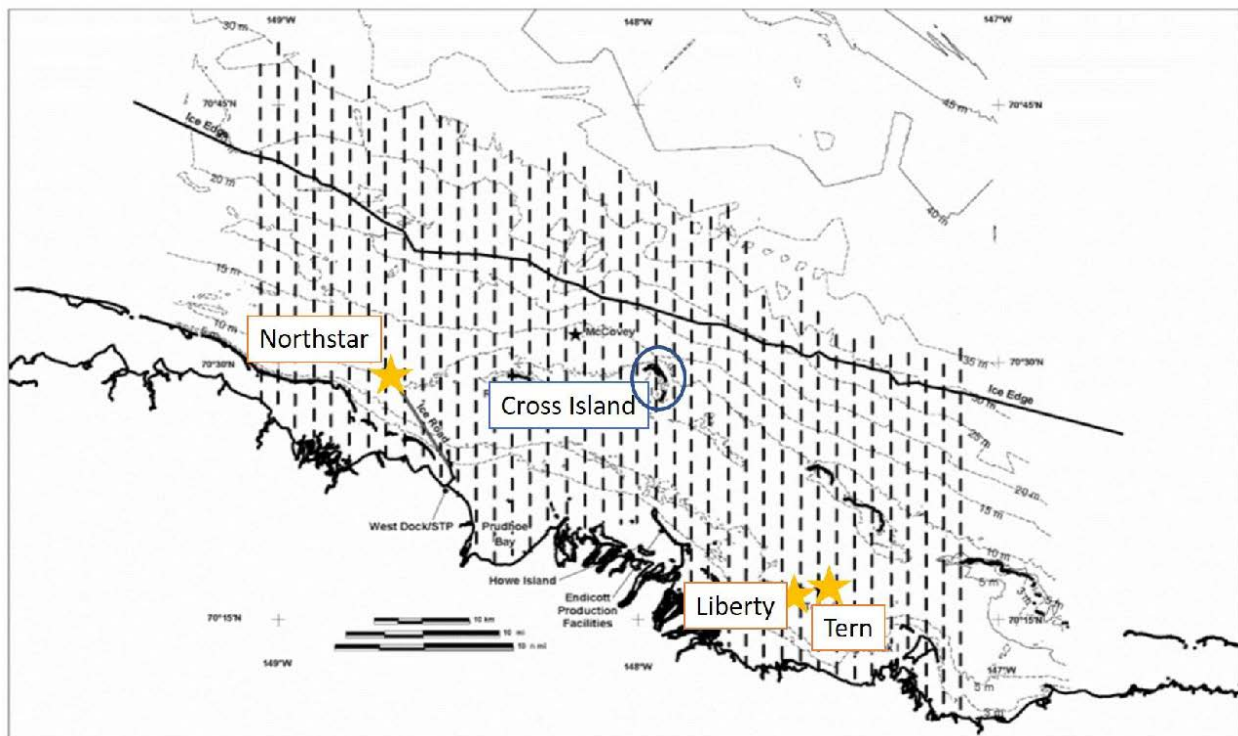 149°W
148°W
147°W
30 m
45 m
70°45'N
70°45'N
Ice Edge
40 m
20 m
15 m
10 m
Northstar
McCovey
35 m
70°30'N
70°30'N
Cross Island
Ice Edge
30 m
Ice Road
25 m
20 m
15 m
West Dock/STP
Prudhoe
Bay
10 m
Howe Island
5 m
Endicott
Production
Facilities
Liberty
Tern
70°15'N
70°15'N
10 km
10 mi
10 n mi
149°W
148°W
147°W
5 m